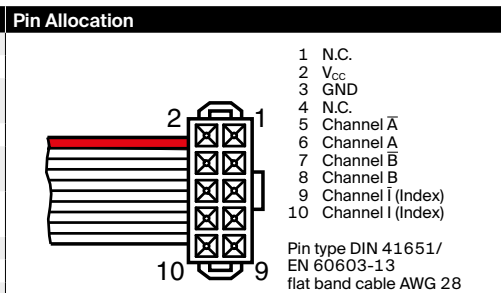 Pin Allocation
1 N.C.
2 V_CC
3 GND
4 N.C.
5 Channel A̅
6 Channel A
7 Channel B̅
8 Channel B
9 Channel I̅ (Index)
10 Channel I (Index)
Pin type DIN 41651/
EN 60603-13
flat band cable AWG 28
2 1
10 9